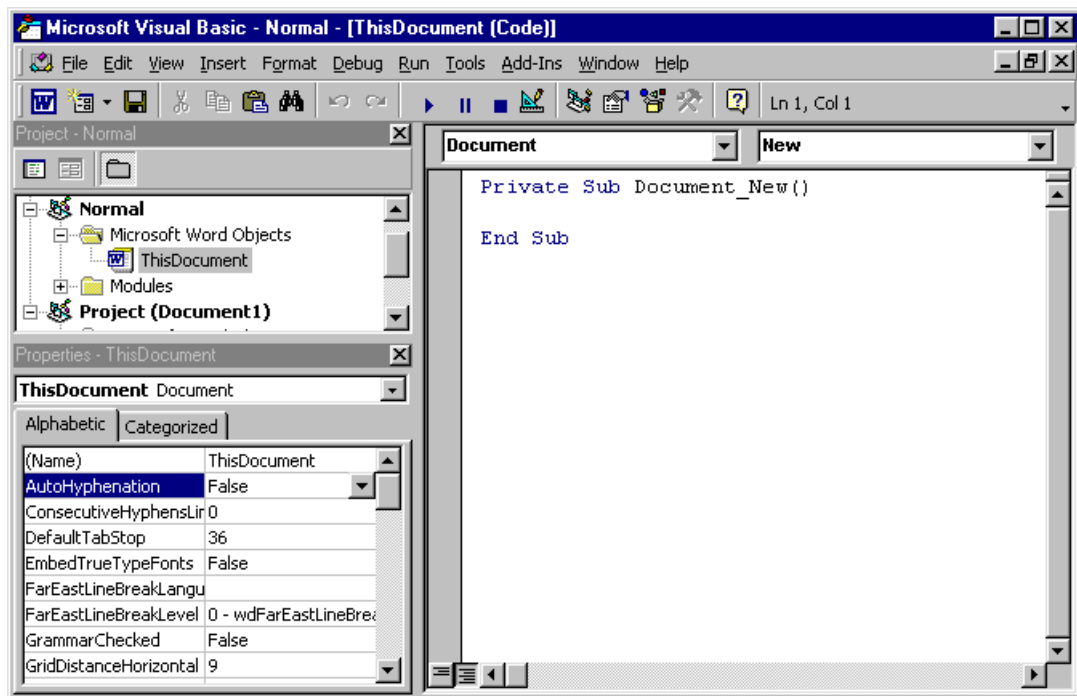 Microsoft Visual Basic - Normal - [ThisDocument (Code)]
File Edit View Insert Format Debug Run Tools Add-Ins Window Help
Ln 1, Col 1
Project - Normal
Normal
Microsoft Word Objects
ThisDocument
Modules
Project (Document1)
Properties - ThisDocument
ThisDocument Document
Alphabetic Categorized
(Name) ThisDocument
AutoHyphenation False
ConsecutiveHyphensLin 0
DefaultTabStop 36
EmbedTrueTypeFonts False
FarEastLineBreakLangu
FarEastLineBreakLevel 0 - wdFarEastLineBrea
GrammarChecked False
GridDistanceHorizontal 9
Document New
Private Sub Document_New()
End Sub